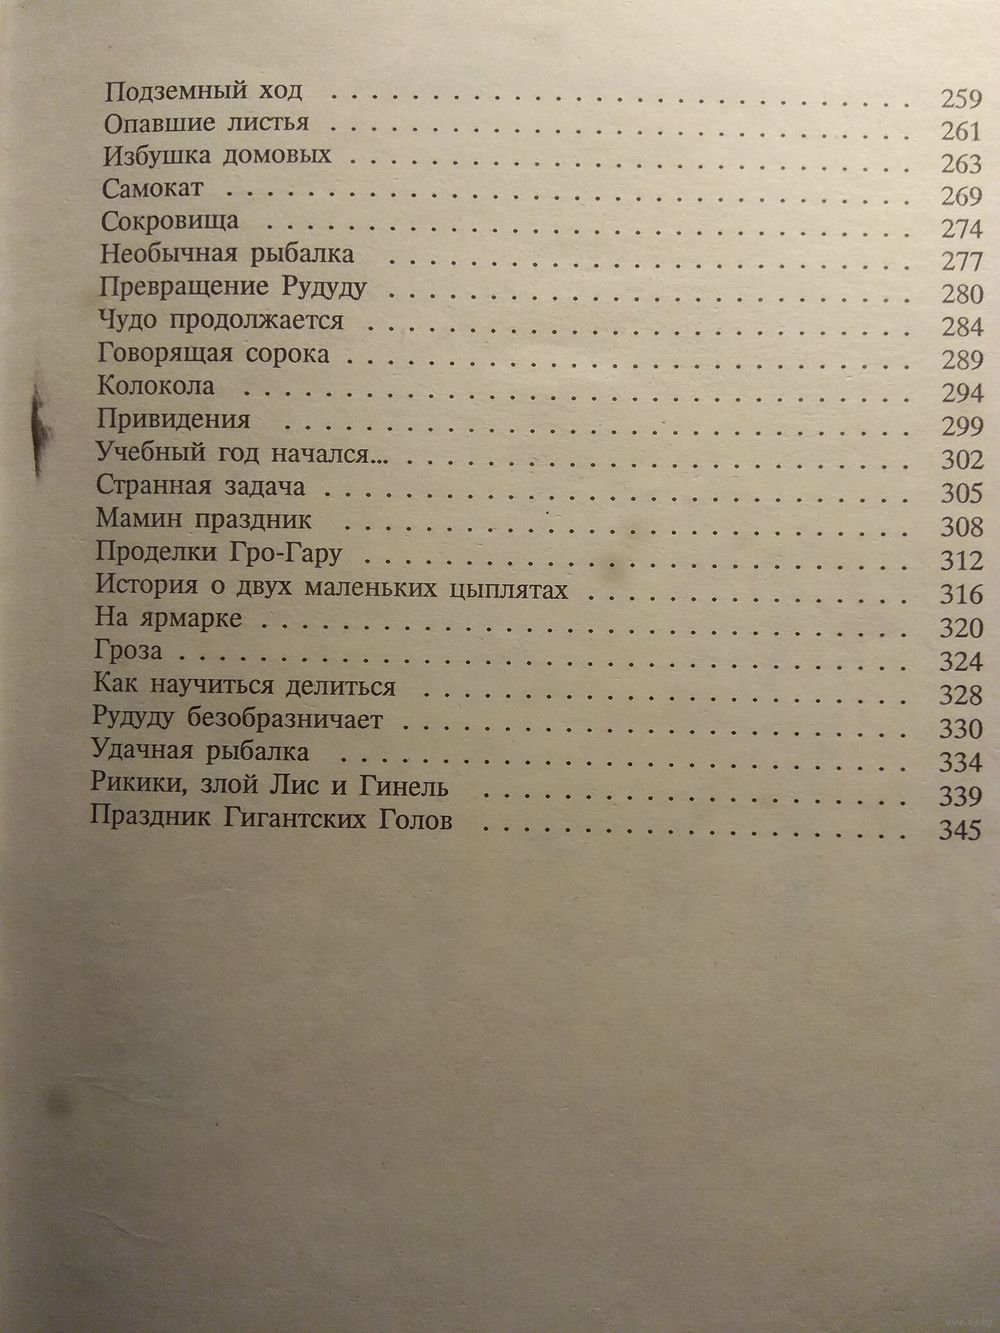 Подземный ход . . . . . . . . . . . . . . . . . . . . . . . . . . . . . 259
Опавшие листья . . . . . . . . . . . . . . . . . . . . . . . . . . . . . 261
Избушка домовых . . . . . . . . . . . . . . . . . . . . . . . . . . . . 263
Самокат . . . . . . . . . . . . . . . . . . . . . . . . . . . . . . . . . . 269
Сокровища . . . . . . . . . . . . . . . . . . . . . . . . . . . . . . . . 274
Необычная рыбалка . . . . . . . . . . . . . . . . . . . . . . . . . . 277
Превращение Рудуду . . . . . . . . . . . . . . . . . . . . . . . . . . 280
Чудо продолжается . . . . . . . . . . . . . . . . . . . . . . . . . . . 284
Говорящая сорока . . . . . . . . . . . . . . . . . . . . . . . . . . . . 289
Колокола . . . . . . . . . . . . . . . . . . . . . . . . . . . . . . . . . 294
Привидения . . . . . . . . . . . . . . . . . . . . . . . . . . . . . . . 299
Учебный год начался... . . . . . . . . . . . . . . . . . . . . . . . . . 302
Странная задача . . . . . . . . . . . . . . . . . . . . . . . . . . . . . 305
Мамин праздник . . . . . . . . . . . . . . . . . . . . . . . . . . . . 308
Проделки Гро-Гару . . . . . . . . . . . . . . . . . . . . . . . . . . . 312
История о двух маленьких цыплятах . . . . . . . . . . . . . . . . 316
На ярмарке . . . . . . . . . . . . . . . . . . . . . . . . . . . . . . . . 320
Гроза . . . . . . . . . . . . . . . . . . . . . . . . . . . . . . . . . . . . 324
Как научиться делиться . . . . . . . . . . . . . . . . . . . . . . . . 328
Рудуду безобразничает . . . . . . . . . . . . . . . . . . . . . . . . . 330
Удачная рыбалка . . . . . . . . . . . . . . . . . . . . . . . . . . . . 334
Рикики, злой Лис и Гинель . . . . . . . . . . . . . . . . . . . . . 339
Праздник Гигантских Голов . . . . . . . . . . . . . . . . . . . . . 345
www.ay.by